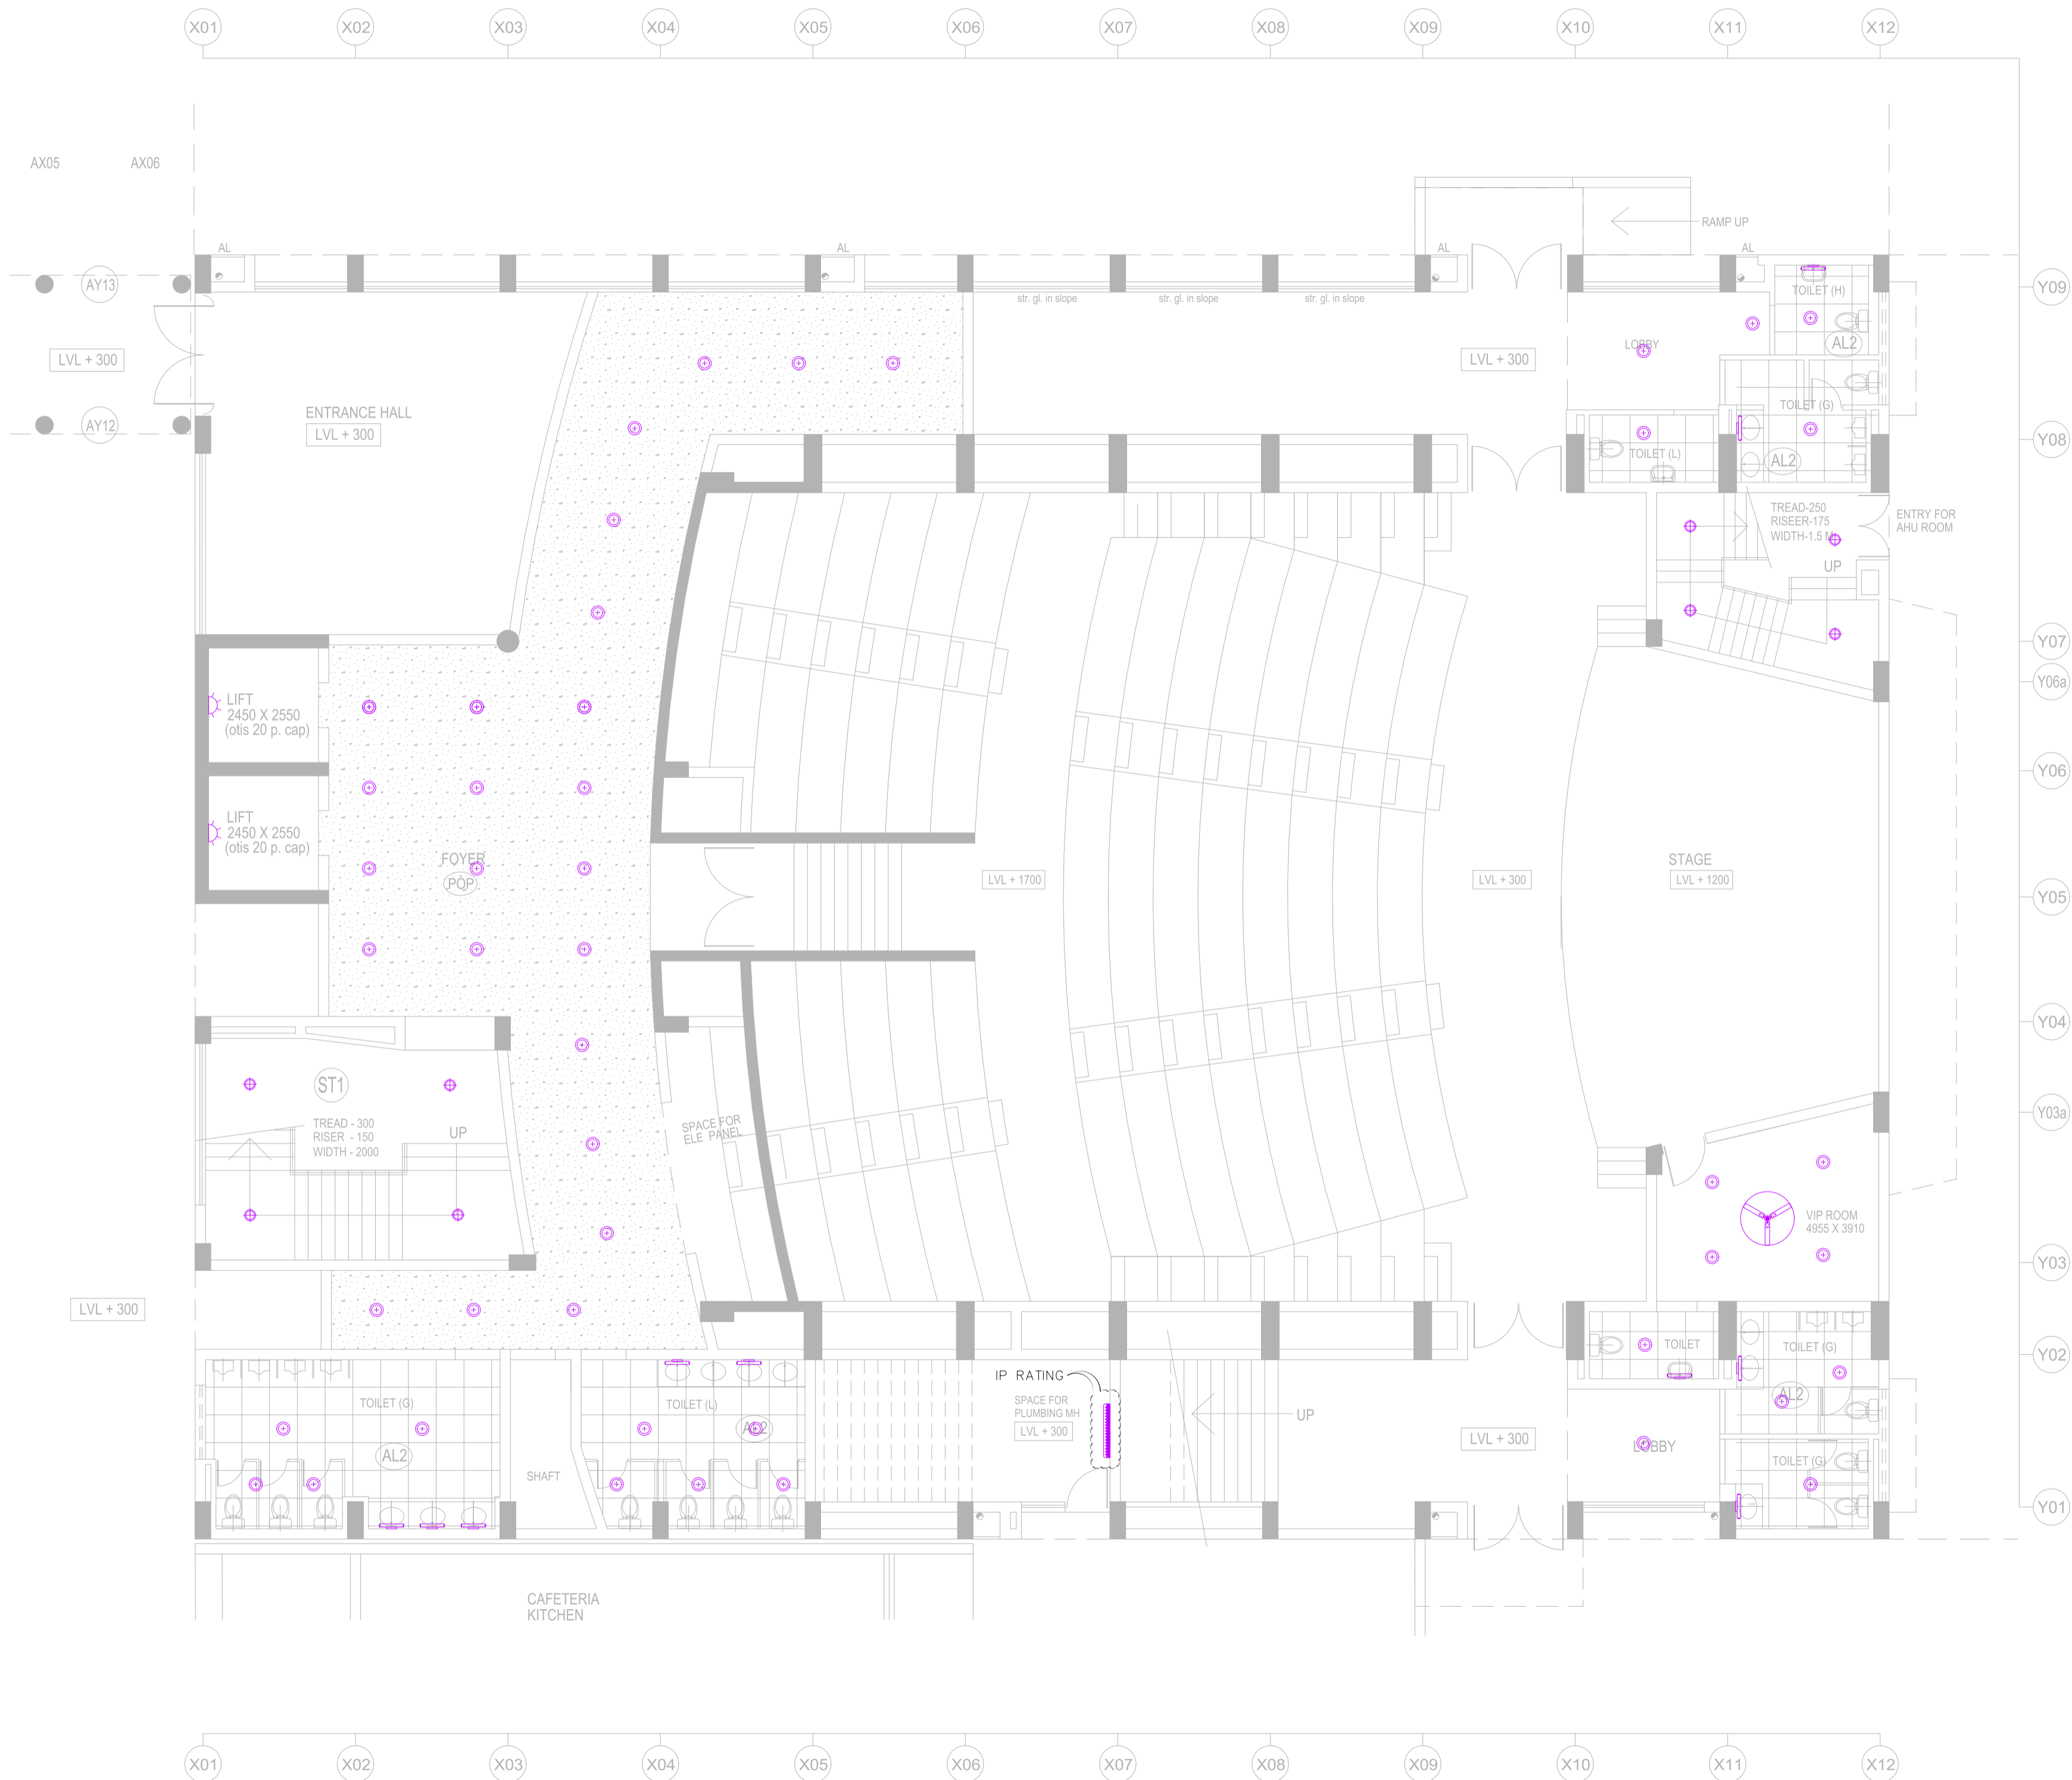 X01 X02 X03 X04 X05 X06 X07 X08 X09 X10 X11 X12
AX05 AX06
RAMP UP
AL AL AL AL
AY13
Y09
str. gl. in slope str. gl. in slope str. gl. in slope
TOILET (H)
LOBBY
AL2
LVL + 300
LVL + 300
ENTRANCE HALL
LVL + 300
TOILET (G)
AY12
Y08
TOILET (L)
AL2
TREAD-250
RISEER-175
WIDTH-1.5 M
ENTRY FOR
AHU ROOM
UP
Y07
Y06a
LIFT
2450 X 2550
(otis 20 p. cap)
Y06
LIFT
2450 X 2550
(otis 20 p. cap)
FOYER
POP
STAGE
LVL + 1700
LVL + 300
LVL + 1200
Y05
Y04
ST1
Y03a
TREAD - 300
RISER - 150
WIDTH - 2000
UP
SPACE FOR
ELE PANEL
VIP ROOM
4955 X 3910
Y03
LVL + 300
TOILET
TOILET (G)
Y02
IP RATING
AL2
TOILET (G)
TOILET (L)
SPACE FOR
PLUMBING MH
LVL + 300
UP
AL2
AL2
LVL + 300
LOBBY
TOILET (G)
SHAFT
Y01
CAFETERIA
KITCHEN
X01 X02 X03 X04 X05 X06 X07 X08 X09 X10 X11 X12